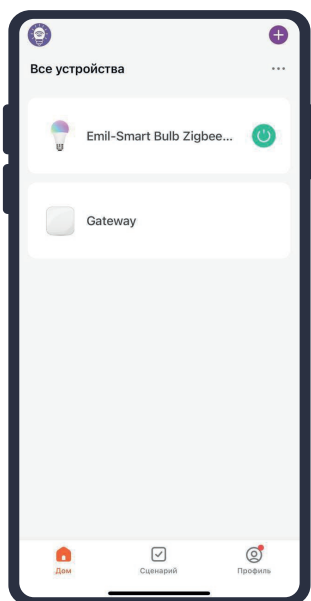 Все устройства
Emil-Smart Bulb Zigbee...
Gateway
Дом
Сценарий
Профиль